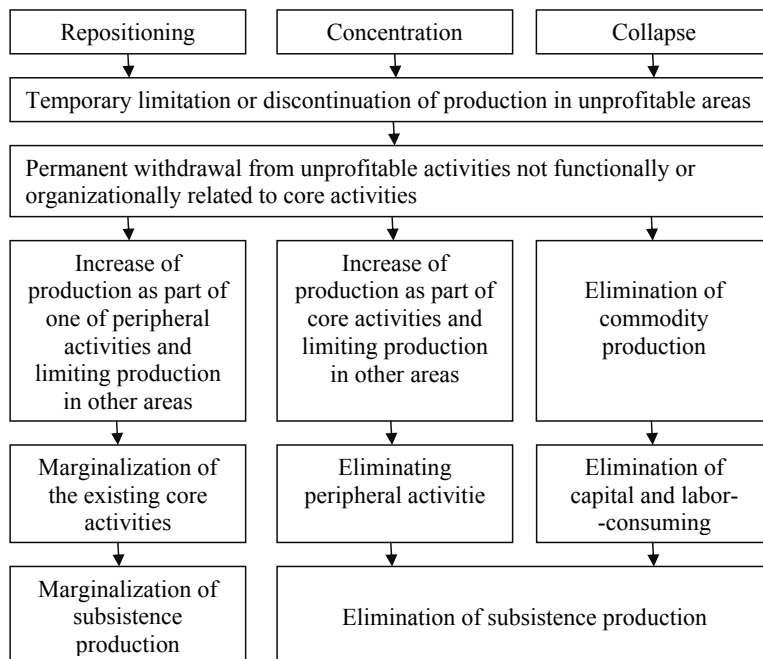 Repositioning
Concentration
Collapse
Temporary limitation or discontinuation of production in unprofitable areas
Permanent withdrawal from unprofitable activities not functionally or
organizationally related to core activities
Increase of
production as part of
one of peripheral
activities and
limiting production
in other areas
Increase of
production as part of
core activities and
limiting production
in other areas
Elimination of
commodity
production
Marginalization of
the existing core
activities
Eliminating
peripheral activitie
Elimination of
capital and labor-
-consuming
Marginalization of
subsistence
production
Elimination of subsistence production